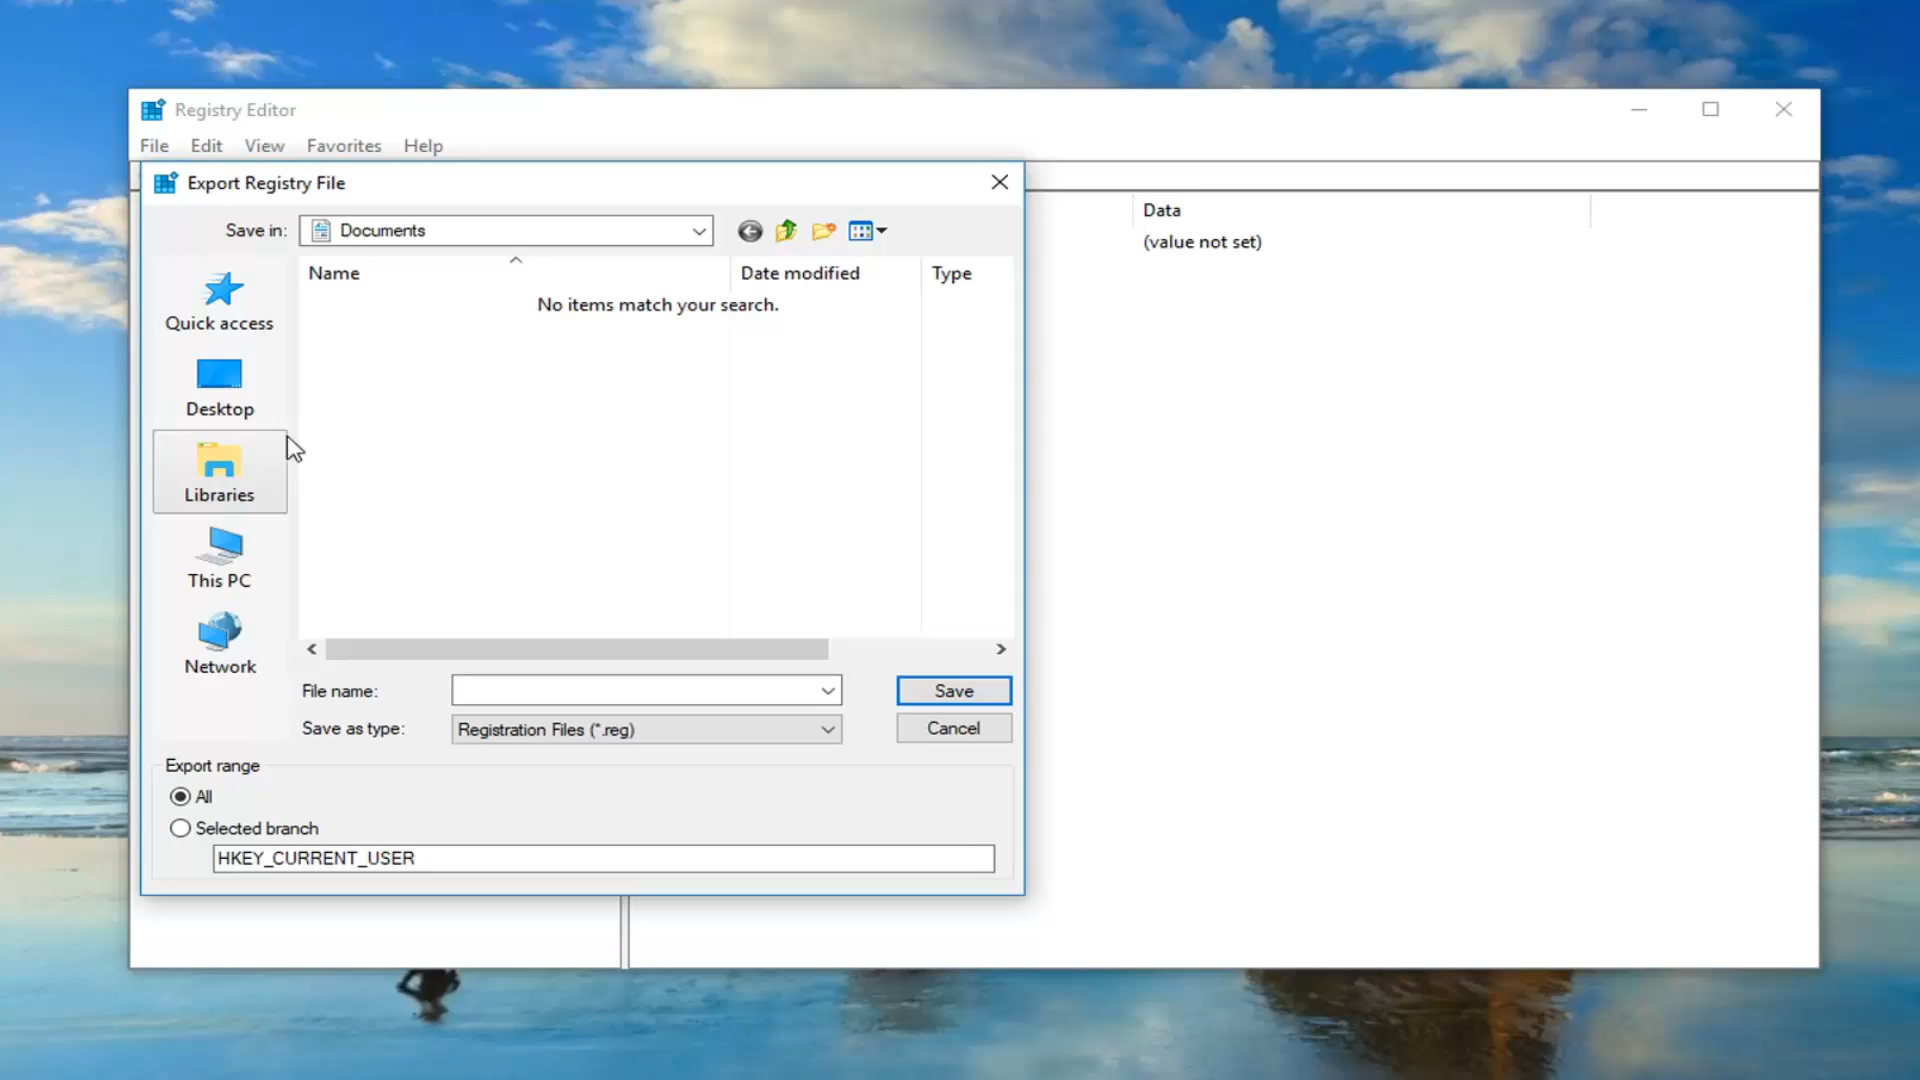 Registry Editor
File Edit View Favorites Help
Export Registry File
Save in: Documents
Data
(value not set)
Name Date modified Type
No items match your search.
Quick access
Desktop
Libraries
This PC
Network
File name: Save
Save as type: Registration Files (*.reg) Cancel
Export range
All
Selected branch
HKEY_CURRENT_USER